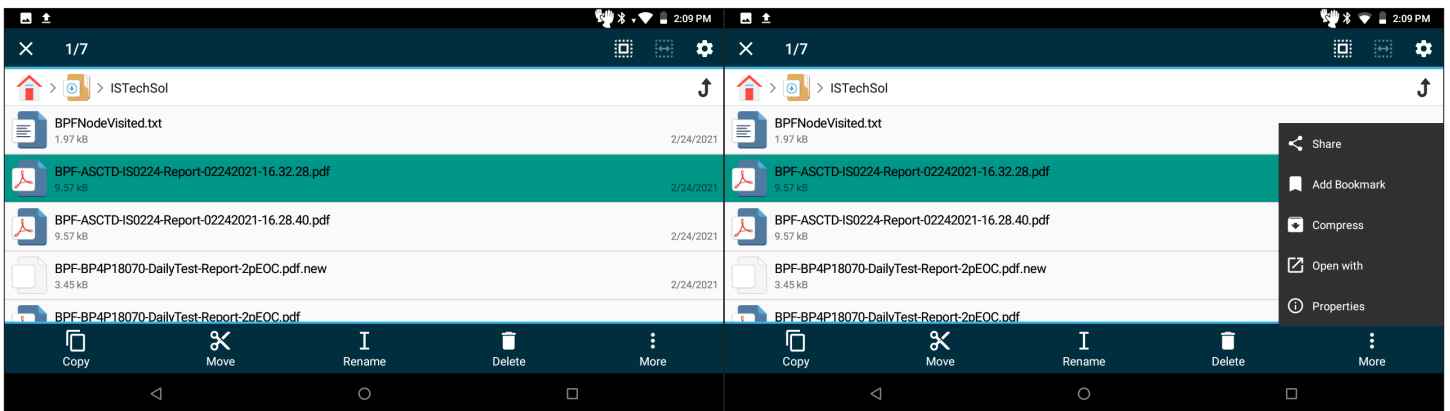 2:09 PM
1/7
> > ISTechSol
BPFNodeVisited.txt
1.97 kB
2/24/2021
BPF-ASCTD-IS0224-Report-02242021-16.32.28.pdf
9.57 kB
2/24/2021
BPF-ASCTD-IS0224-Report-02242021-16.28.40.pdf
9.57 kB
2/24/2021
BPF-BP4P18070-DailyTest-Report-2pEOC.pdf.new
3.45 kB
2/24/2021
BPF-BP4P18070-DailyTest-Report-2pEOC.pdf
Copy
Move
Rename
Delete
More
2:09 PM
1/7
> > ISTechSol
BPFNodeVisited.txt
1.97 kB
BPF-ASCTD-IS0224-Report-02242021-16.32.28.pdf
9.57 kB
BPF-ASCTD-IS0224-Report-02242021-16.28.40.pdf
9.57 kB
BPF-BP4P18070-DailyTest-Report-2pEOC.pdf.new
3.45 kB
BPF-BP4P18070-DailyTest-Report-2pEOC.pdf
Share
Add Bookmark
Compress
Open with
Properties
Copy
Move
Rename
Delete
More